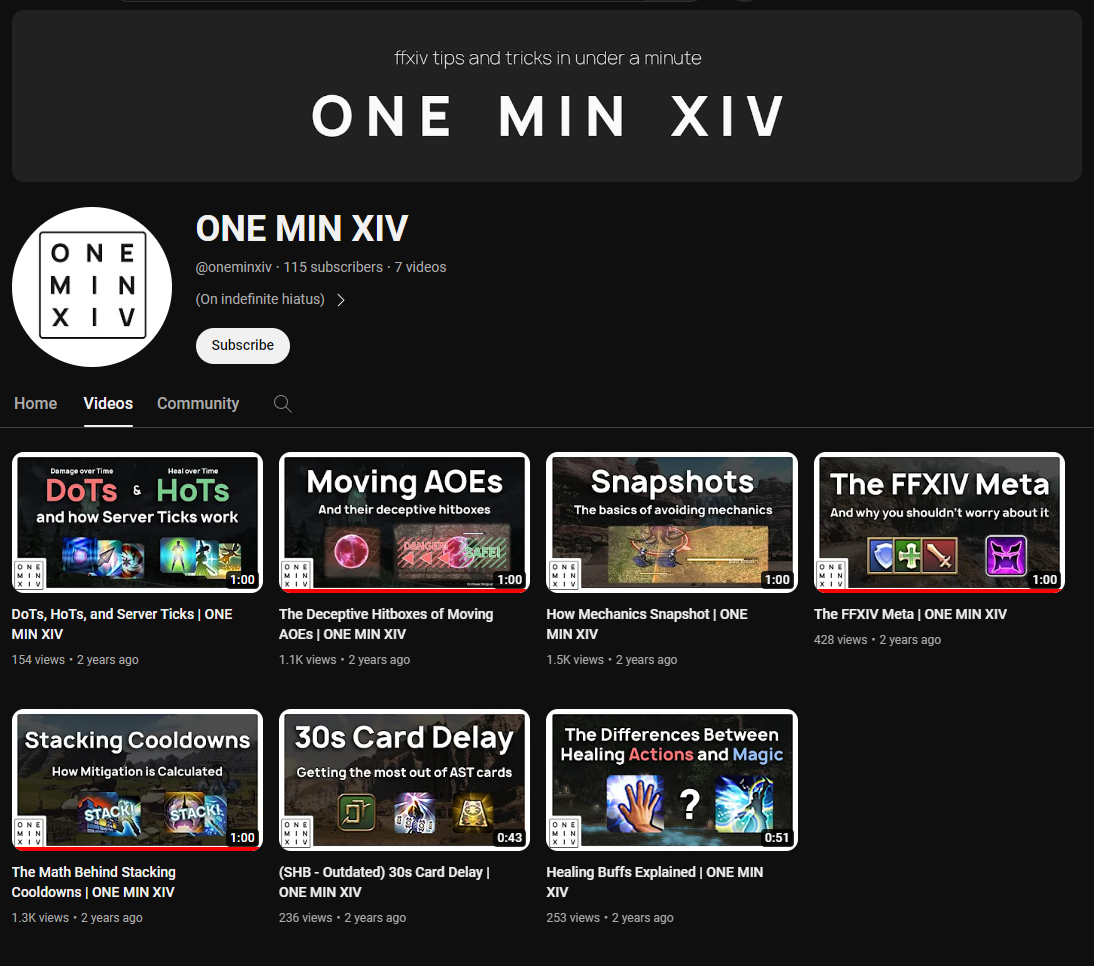 ffxiv tips and tricks in under a minute
ONE MIN XIV
ONE
MIN
XIV
ONE MIN XIV
@oneminxiv · 115 subscribers · 7 videos
(On indefinite hiatus)
Subscribe
Home Videos Community
Damage over Time Heal over Time
DoTs & HoTs
and how Server Ticks work
ONE
MIN
XIV
1:00
DoTs, HoTs, and Server Ticks | ONE
MIN XIV
154 views • 2 years ago
Moving AOEs
And their deceptive hitboxes
DANGER! SAFE!
ONE
MIN
XIV
1:00
The Deceptive Hitboxes of Moving
AOEs | ONE MIN XIV
1.1K views • 2 years ago
Snapshots
The basics of avoiding mechanics
ONE
MIN
XIV
1:00
How Mechanics Snapshot | ONE
MIN XIV
1.5K views • 2 years ago
The FFXIV Meta
And why you shouldn't worry about it
ONE
MIN
XIV
1:00
The FFXIV Meta | ONE MIN XIV
428 views • 2 years ago
Stacking Cooldowns
How Mitigation is Calculated
STACK! STACK!
ONE
MIN
XIV
1:00
The Math Behind Stacking
Cooldowns | ONE MIN XIV
1.3K views • 2 years ago
30s Card Delay
Getting the most out of AST cards
ONE
MIN
XIV
0:43
(SHB - Outdated) 30s Card Delay |
ONE MIN XIV
236 views • 2 years ago
The Differences Between
Healing Actions and Magic
?
ONE
MIN
XIV
0:51
Healing Buffs Explained | ONE MIN
XIV
253 views • 2 years ago